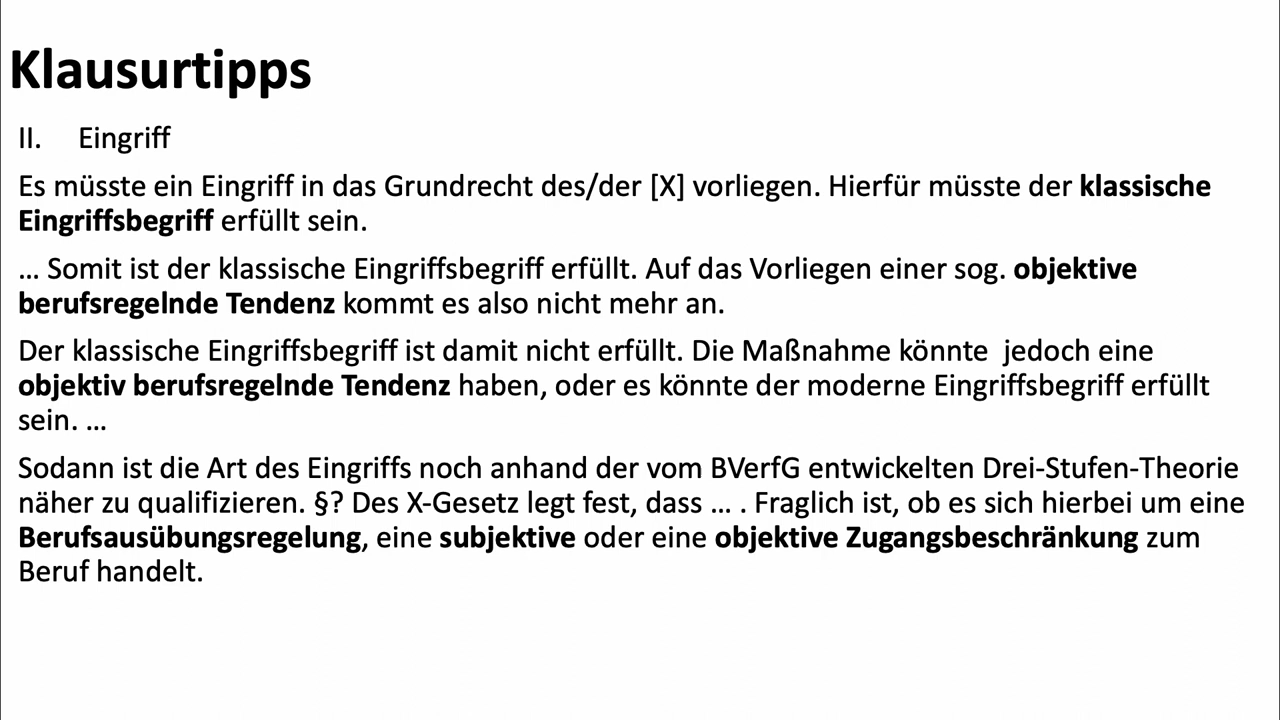 Klausurtipps
II. Eingriff
Es müsste ein Eingriff in das Grundrecht des/der [X] vorliegen. Hierfür müsste der klassische
Eingriffsbegriff erfüllt sein.
... Somit ist der klassische Eingriffsbegriff erfüllt. Auf das Vorliegen einer sog. objektive
berufsregelnde Tendenz kommt es also nicht mehr an.
Der klassische Eingriffsbegriff ist damit nicht erfüllt. Die Maßnahme könnte jedoch eine
objektiv berufsregelnde Tendenz haben, oder es könnte der moderne Eingriffsbegriff erfüllt
sein. ...
Sodann ist die Art des Eingriffs noch anhand der vom BVerfG entwickelten Drei-Stufen-Theorie
näher zu qualifizieren. §? Des X-Gesetz legt fest, dass ... . Fraglich ist, ob es sich hierbei um eine
Berufsausübungsregelung, eine subjektive oder eine objektive Zugangsbeschränkung zum
Beruf handelt.